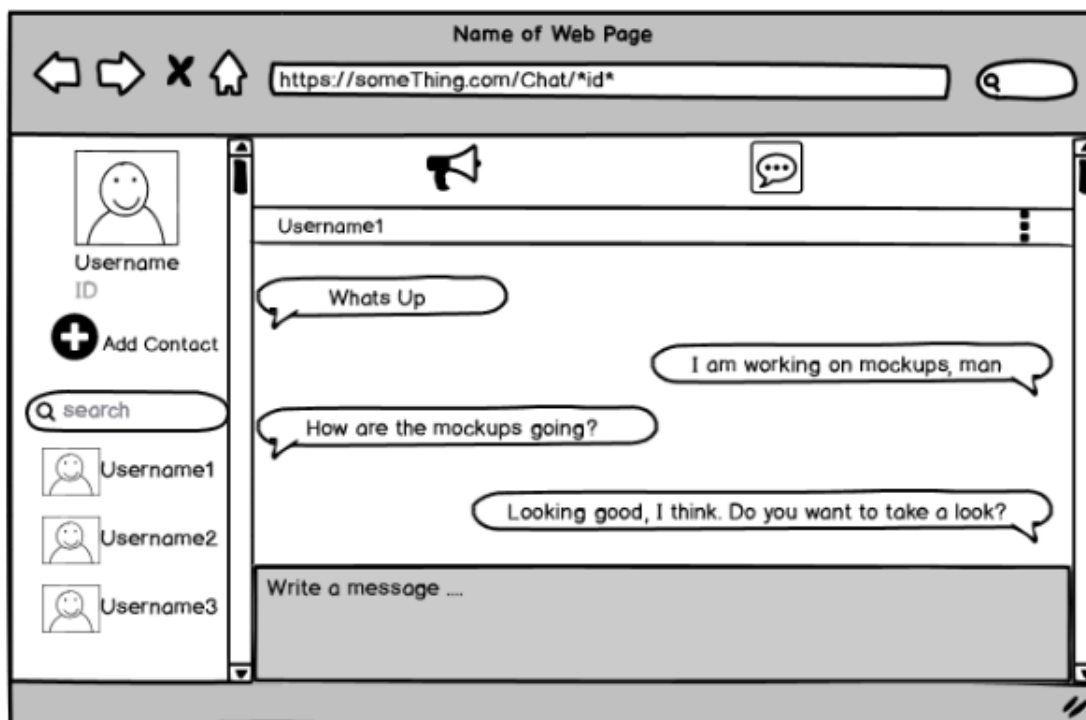 Name of Web Page
https://someThing.com/Chat/*id*
Username
ID
Add Contact
search
Username1
Username2
Username3
Username1
Whats Up
I am working on mockups, man
How are the mockups going?
Looking good, I think. Do you want to take a look?
Write a message ....